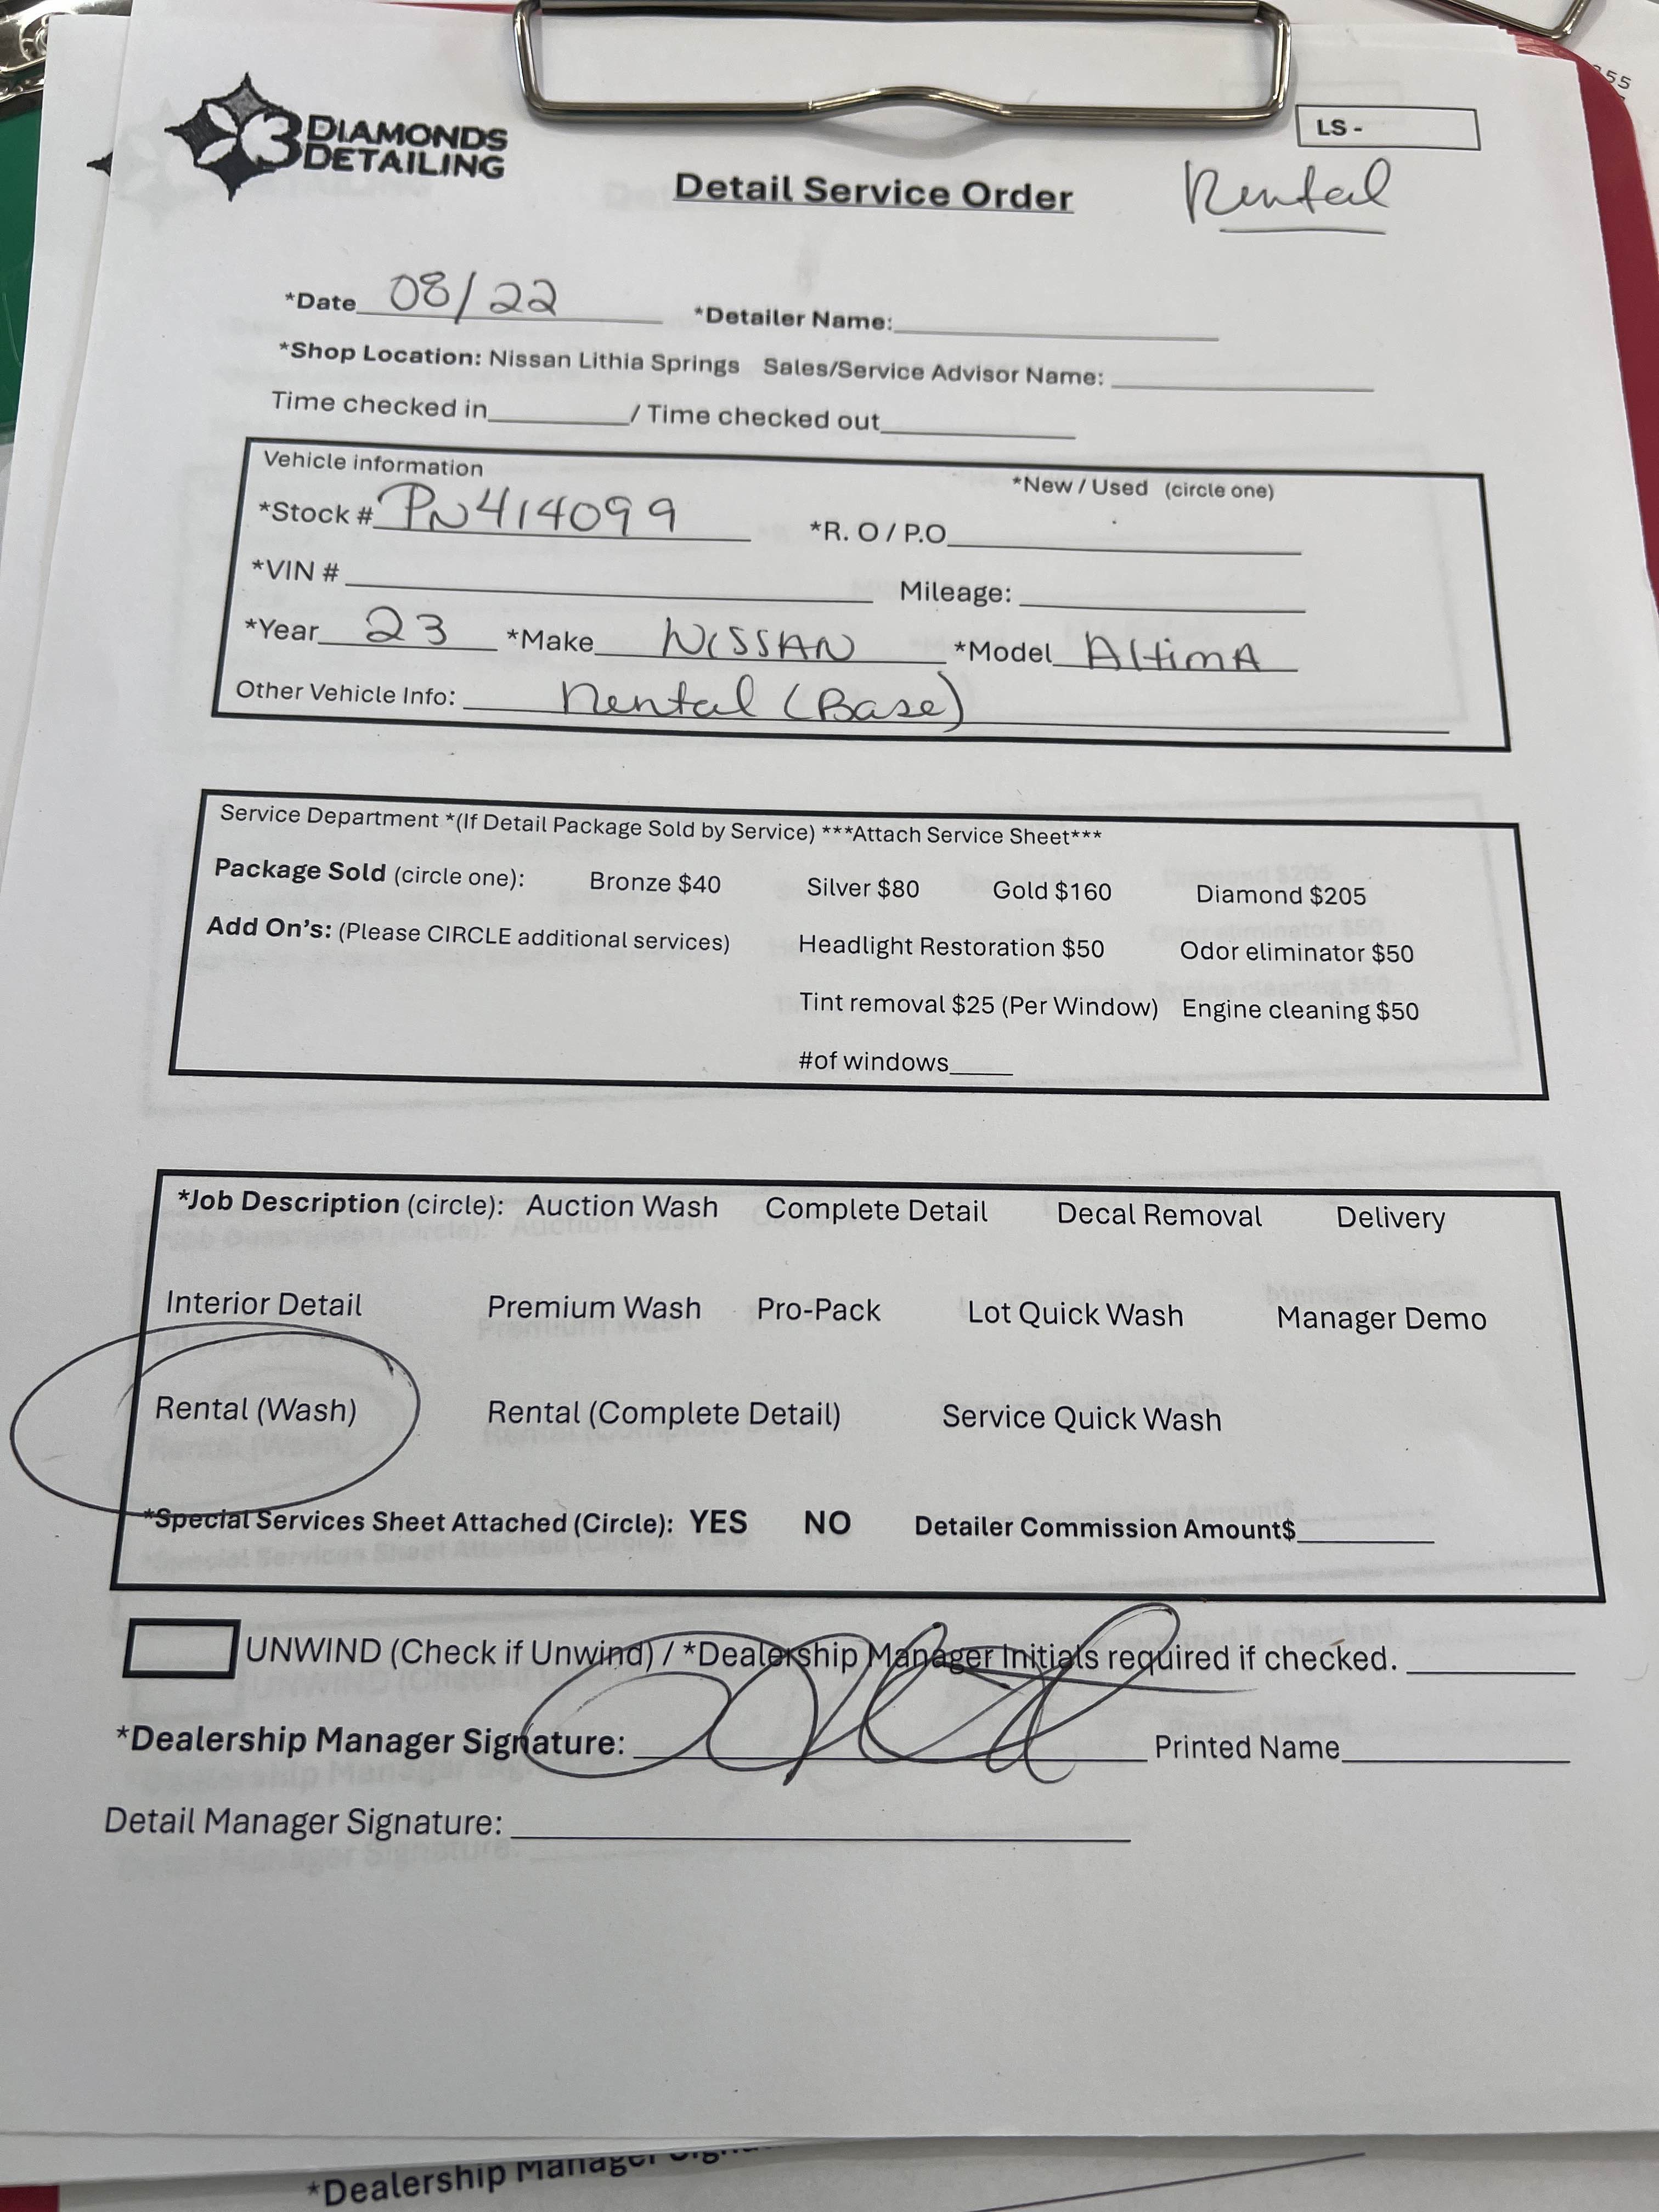 355
3 DIAMONDS
DETAILING
LS -
Detail Service Order
Rental
*Date 08/22 *Detailer Name:
*Shop Location: Nissan Lithia Springs Sales/Service Advisor Name:
Time checked in / Time checked out
Vehicle information
*New / Used (circle one)
*Stock # PN414099 *R. O / P.O
*VIN # Mileage:
*Year 23 *Make NISSAN *Model AltimA
Other Vehicle Info: Rental (Base)
Service Department *(If Detail Package Sold by Service) ***Attach Service Sheet***
Package Sold (circle one): Bronze $40 Silver $80 Gold $160 Diamond $205
Add On's: (Please CIRCLE additional services) Headlight Restoration $50 Odor eliminator $50
Tint removal $25 (Per Window) Engine cleaning $50
#of windows
*Job Description (circle): Auction Wash Complete Detail Decal Removal Delivery
Interior Detail Premium Wash Pro-Pack Lot Quick Wash Manager Demo
Rental (Wash) Rental (Complete Detail) Service Quick Wash
*Special Services Sheet Attached (Circle): YES NO Detailer Commission Amount$
UNWIND (Check if Unwind) / *Dealership Manager Initials required if checked.
*Dealership Manager Signature: Printed Name
Detail Manager Signature:
*Dealership Manager